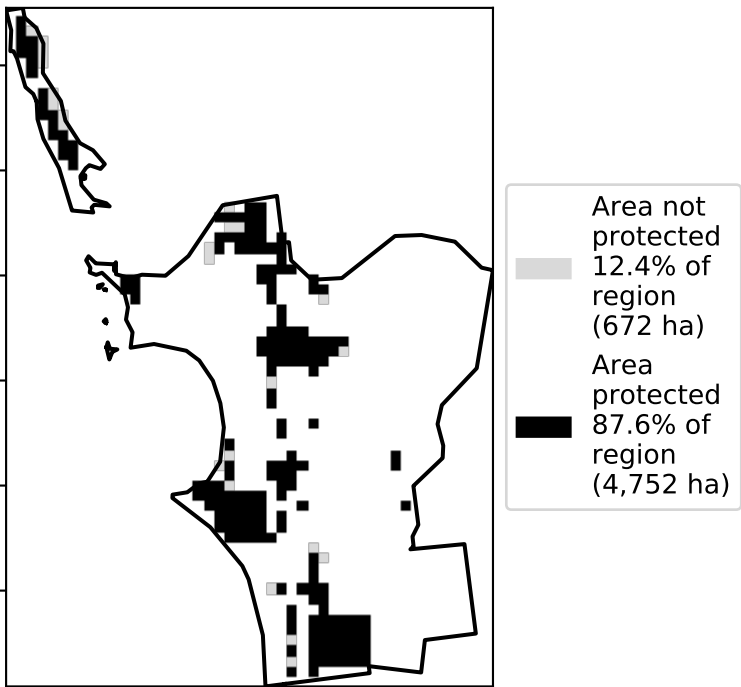 Area not
protected
12.4% of
region
(672 ha)
Area
protected
87.6% of
region
(4,752 ha)